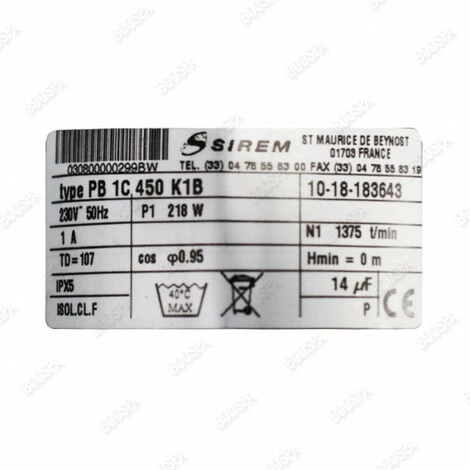 SIREM
ST MAURICE DE BEYNOST
01703 FRANCE
030800000299BW
TEL. (33) 04 78 55 83 00 FAX (33) 04 78 55 83 19
type PB 1C 450 K1B
10-18-183643
230V~ 50Hz
P1 218 W
N1 1375 t/min
1 A
TD=107
cos φ0.95
Hmin = 0 m
IPX5
40°C
MAX
14 µF
ISOL.CL.F
P CE
BOOSPA